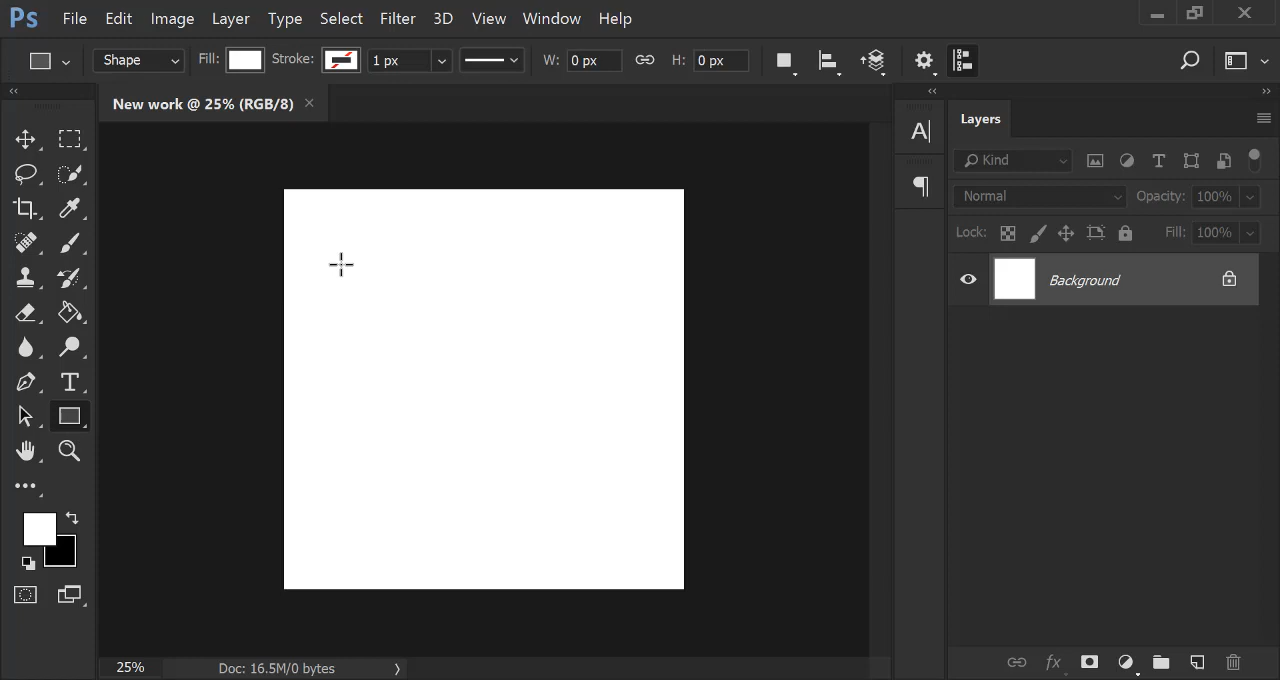 Ps File Edit Image Layer Type Select Filter 3D View Window Help
Shape Fill: Stroke: 1 px W: 0 px H: 0 px
New work @ 25% (RGB/8)
Layers
Kind
Normal Opacity: 100%
Lock: Fill: 100%
Background
25% Doc: 16.5M/0 bytes